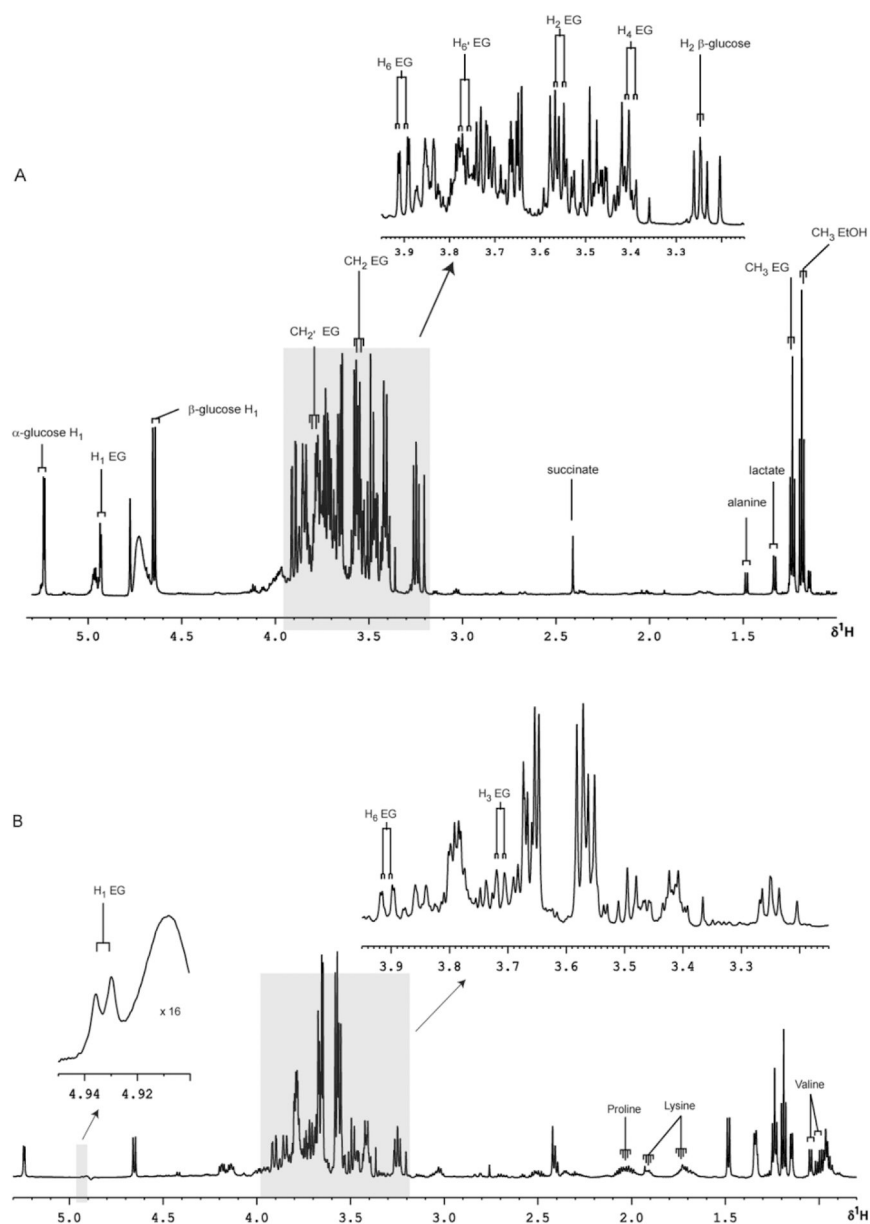 H2 EG
H6' EG
H4 EG
H6 EG
H2 β-glucose
A
3.9 3.8 3.7 3.6 3.5 3.4 3.3
CH3 EtOH
CH2 EG
CH3 EG
CH2' EG
β-glucose H1
α-glucose H1
H1 EG
succinate
lactate
alanine
5.0 4.5 4.0 3.5 3.0 2.5 2.0 1.5
δ1H
H3 EG
H6 EG
B
H1 EG
3.9 3.8 3.7 3.6 3.5 3.4 3.3
x 16
4.94 4.92
Valine
Proline Lysine
5.0 4.5 4.0 3.5 3.0 2.5 2.0 1.5
δ1H